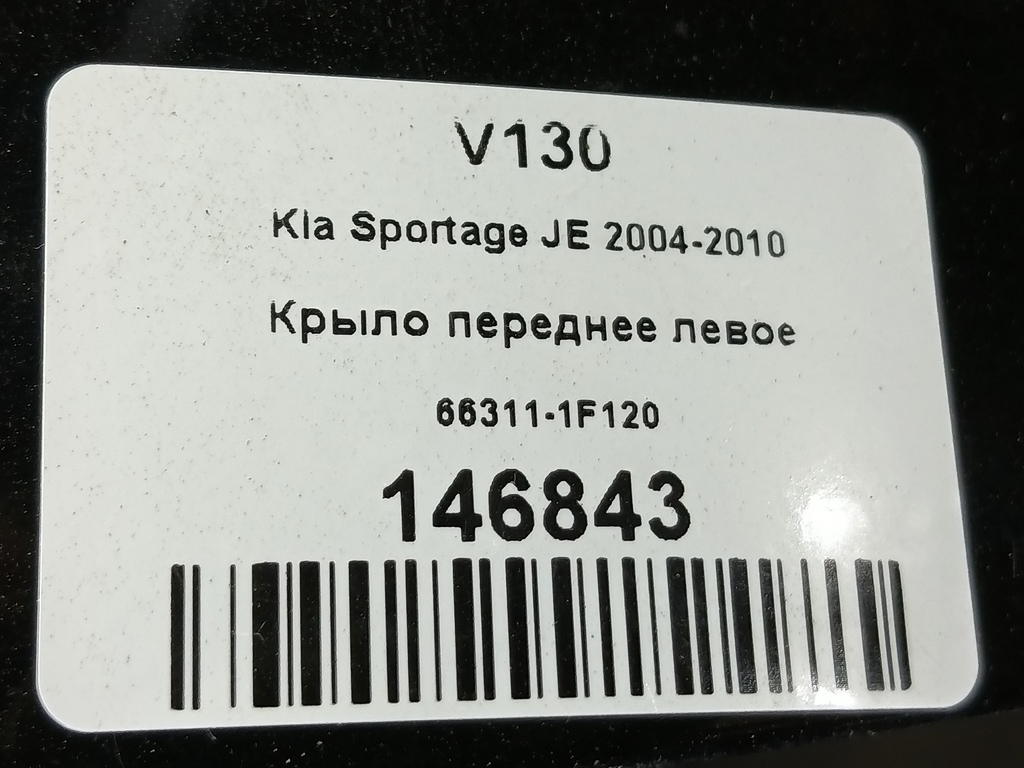 V130
Kia Sportage JE 2004-2010
Крыло переднее левое
66311-1F120
146843